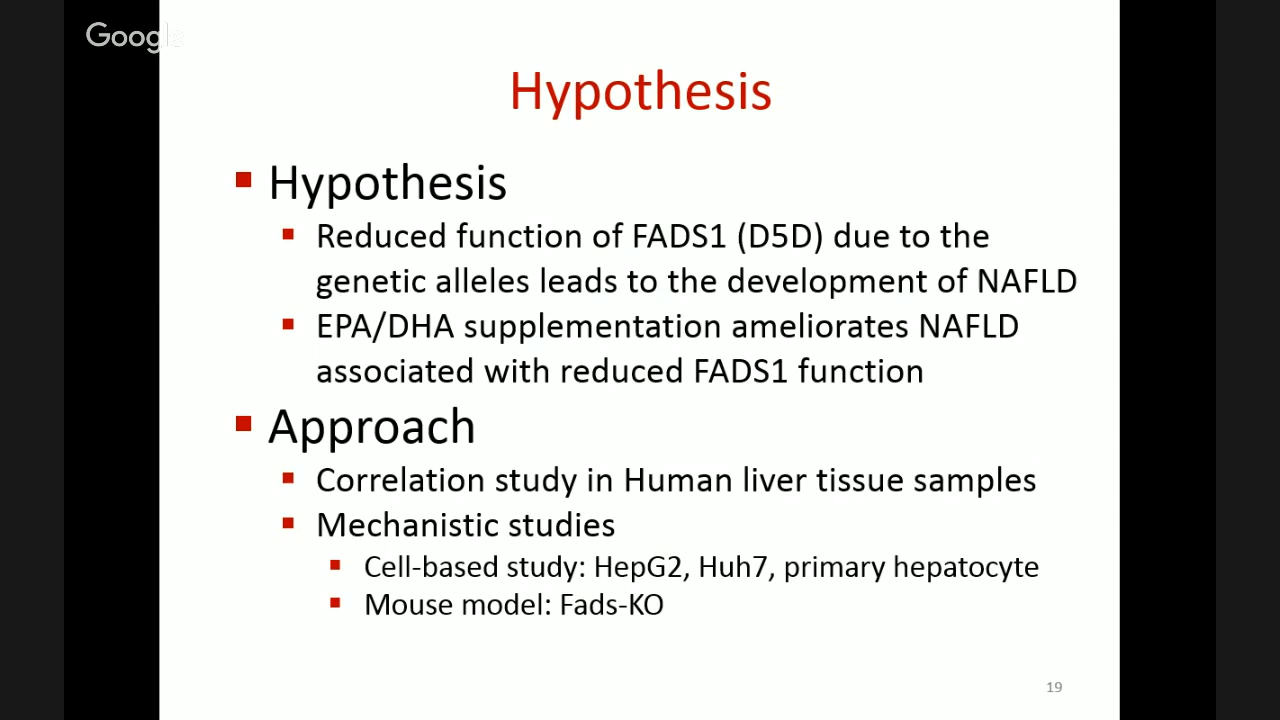 Google
Hypothesis
Hypothesis
Reduced function of FADS1 (D5D) due to the
genetic alleles leads to the development of NAFLD
EPA/DHA supplementation ameliorates NAFLD
associated with reduced FADS1 function
Approach
Correlation study in Human liver tissue samples
Mechanistic studies
Cell-based study: HepG2, Huh7, primary hepatocyte
Mouse model: Fads-KO
19